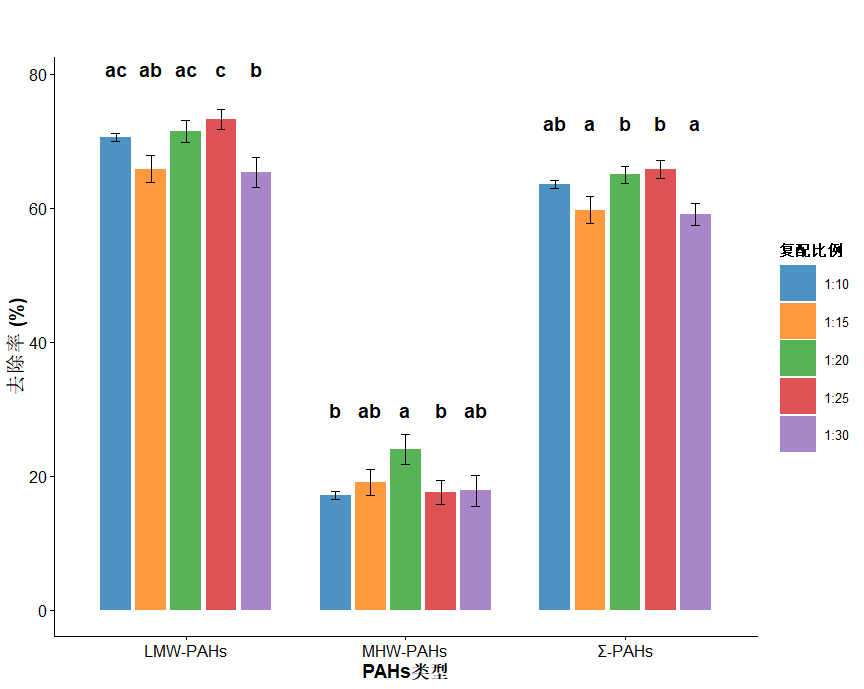 80
60
40
20
0
去除率 (%)
ac ab ac c b
b ab a b ab
ab a b b a
LMW-PAHs MHW-PAHs Σ-PAHs
PAHs类型
复配比例
1:10
1:15
1:20
1:25
1:30